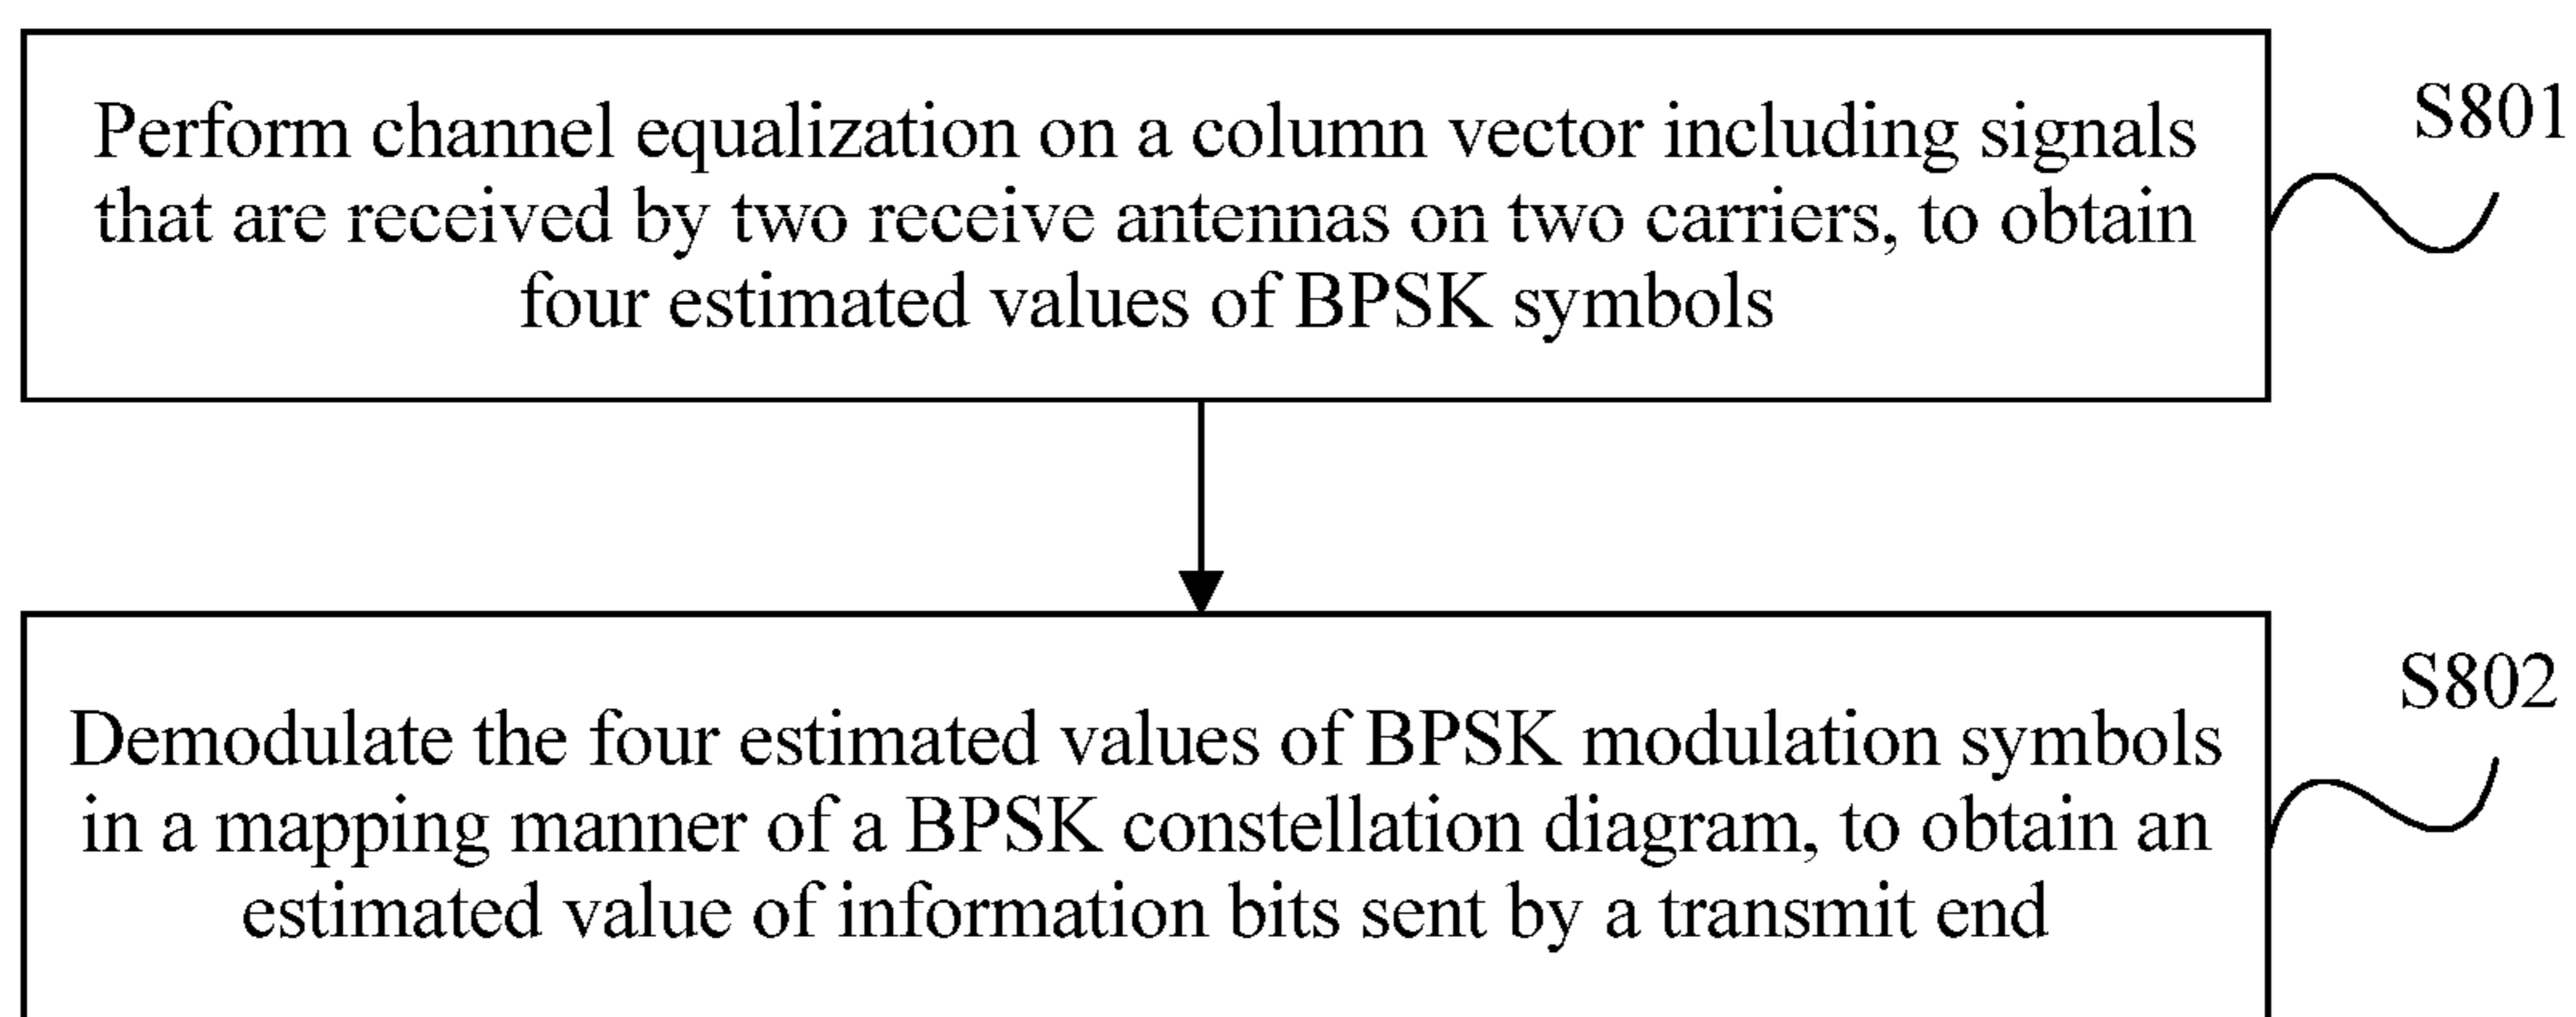 Perform channel equalization on a column vector including signals
that are received by two receive antennas on two carriers, to obtain
four estimated values of BPSK symbols
S801
Demodulate the four estimated values of BPSK modulation symbols
in a mapping manner of a BPSK constellation diagram, to obtain an
estimated value of information bits sent by a transmit end
S802